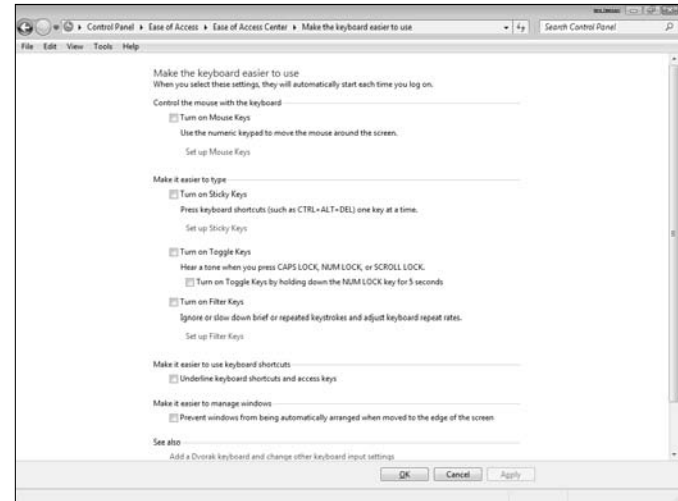 Control Panel ▸ Ease of Access ▸ Ease of Access Center ▸ Make the keyboard easier to use
Search Control Panel
File Edit View Tools Help
Make the keyboard easier to use
When you select these settings, they will automatically start each time you log on.
Control the mouse with the keyboard
Turn on Mouse Keys
Use the numeric keypad to move the mouse around the screen.
Set up Mouse Keys
Make it easier to type
Turn on Sticky Keys
Press keyboard shortcuts (such as CTRL+ALT+DEL) one key at a time.
Set up Sticky Keys
Turn on Toggle Keys
Hear a tone when you press CAPS LOCK, NUM LOCK, or SCROLL LOCK.
Turn on Toggle Keys by holding down the NUM LOCK key for 5 seconds
Turn on Filter Keys
Ignore or slow down brief or repeated keystrokes and adjust keyboard repeat rates.
Set up Filter Keys
Make it easier to use keyboard shortcuts
Underline keyboard shortcuts and access keys
Make it easier to manage windows
Prevent windows from being automatically arranged when moved to the edge of the screen
See also
Add a Dvorak keyboard and change other keyboard input settings
OK Cancel Apply